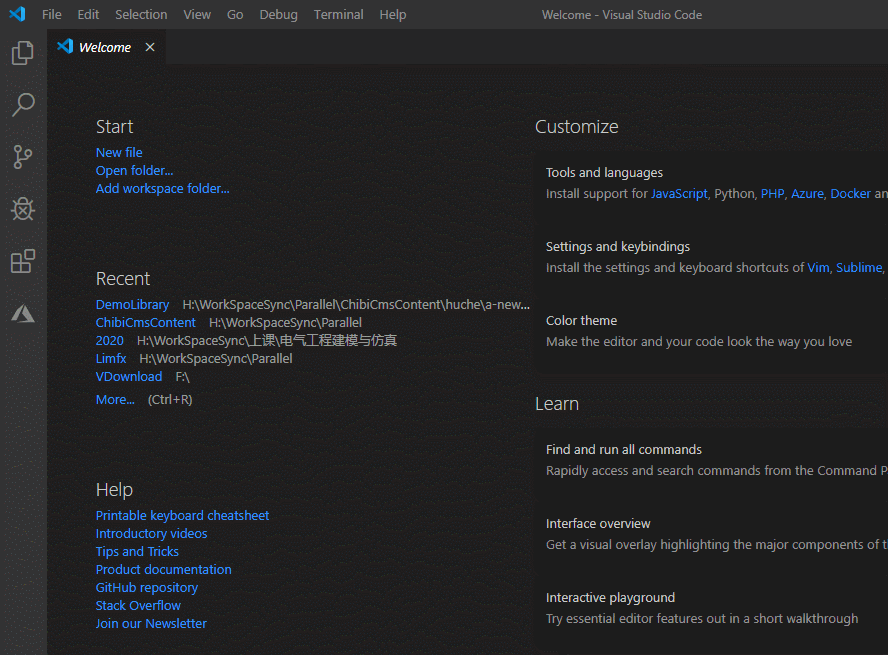 File Edit Selection View Go Debug Terminal Help Welcome - Visual Studio Code
Welcome
Start
New file
Open folder...
Add workspace folder...
Recent
DemoLibrary H:\WorkSpaceSync\Parallel\ChibiCmsContent\huche\a-new...
ChibiCmsContent H:\WorkSpaceSync\Parallel
2020 H:\WorkSpaceSync\上课\电气工程建模与仿真
Limfx H:\WorkSpaceSync\Parallel
VDownload F:\
More... (Ctrl+R)
Help
Printable keyboard cheatsheet
Introductory videos
Tips and Tricks
Product documentation
GitHub repository
Stack Overflow
Join our Newsletter
Customize
Tools and languages
Install support for JavaScript, Python, PHP, Azure, Docker an
Settings and keybindings
Install the settings and keyboard shortcuts of Vim, Sublime,
Color theme
Make the editor and your code look the way you love
Learn
Find and run all commands
Rapidly access and search commands from the Command P
Interface overview
Get a visual overlay highlighting the major components of t
Interactive playground
Try essential editor features out in a short walkthrough